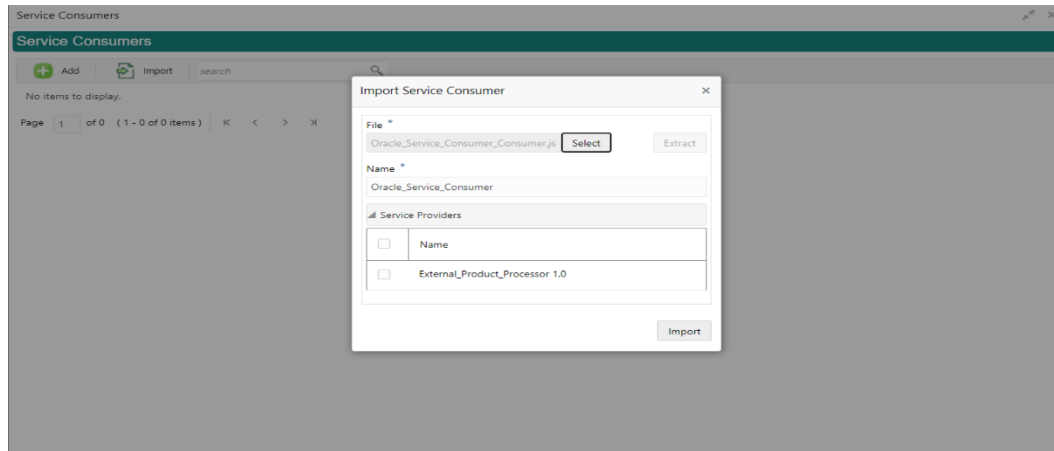 Service Consumers
Service Consumers
Add Import search
No items to display.
Page 1 of 0 (1 - 0 of 0 items)
Import Service Consumer
File *
Oracle_Service_Consumer_Consumer.js Select Extract
Name *
Oracle_Service_Consumer
Service Providers
Name
External_Product_Processor 1.0
Import